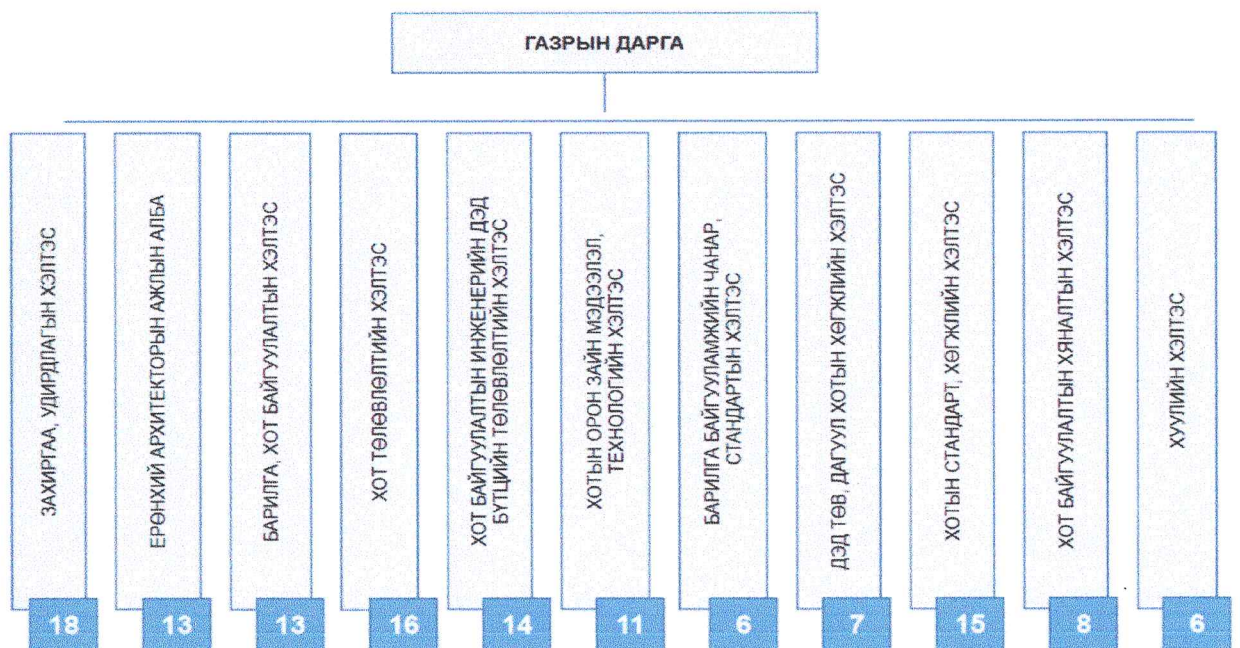 ГАЗРЫН ДАРГА
ЗАХИРГАА, УДИРДЛАГЫН ХЭЛТЭС
ЕРӨНХИЙ АРХИТЕКТОРЫН АЖЛЫН АЛБА
БАРИЛГА, ХОТ БАЙГУУЛАЛТЫН ХЭЛТЭС
ХОТ ТӨЛӨВЛӨЛТИЙН ХЭЛТЭС
ХОТ БАЙГУУЛАЛТЫН ИНЖЕНЕРИЙН ДЭД
БҮТЦИЙН ТӨЛӨВЛӨЛТИЙН ХЭЛТЭС
ХОТЫН ОРОН ЗАЙН МЭДЭЭЛЭЛ,
ТЕХНОЛОГИЙН ХЭЛТЭС
БАРИЛГА БАЙГУУЛАМЖИЙН ЧАНАР,
СТАНДАРТЫН ХЭЛТЭС
ДЭД ТӨВ, ДАГУУЛ ХОТЫН ХӨГЖЛИЙН ХЭЛТЭС
ХОТЫН СТАНДАРТ, ХӨГЖЛИЙН ХЭЛТЭС
ХОТ БАЙГУУЛАЛТЫН ХЯНАЛТЫН ХЭЛТЭС
ХУУЛИЙН ХЭЛТЭС
18
13
13
16
14
11
6
7
15
8
6